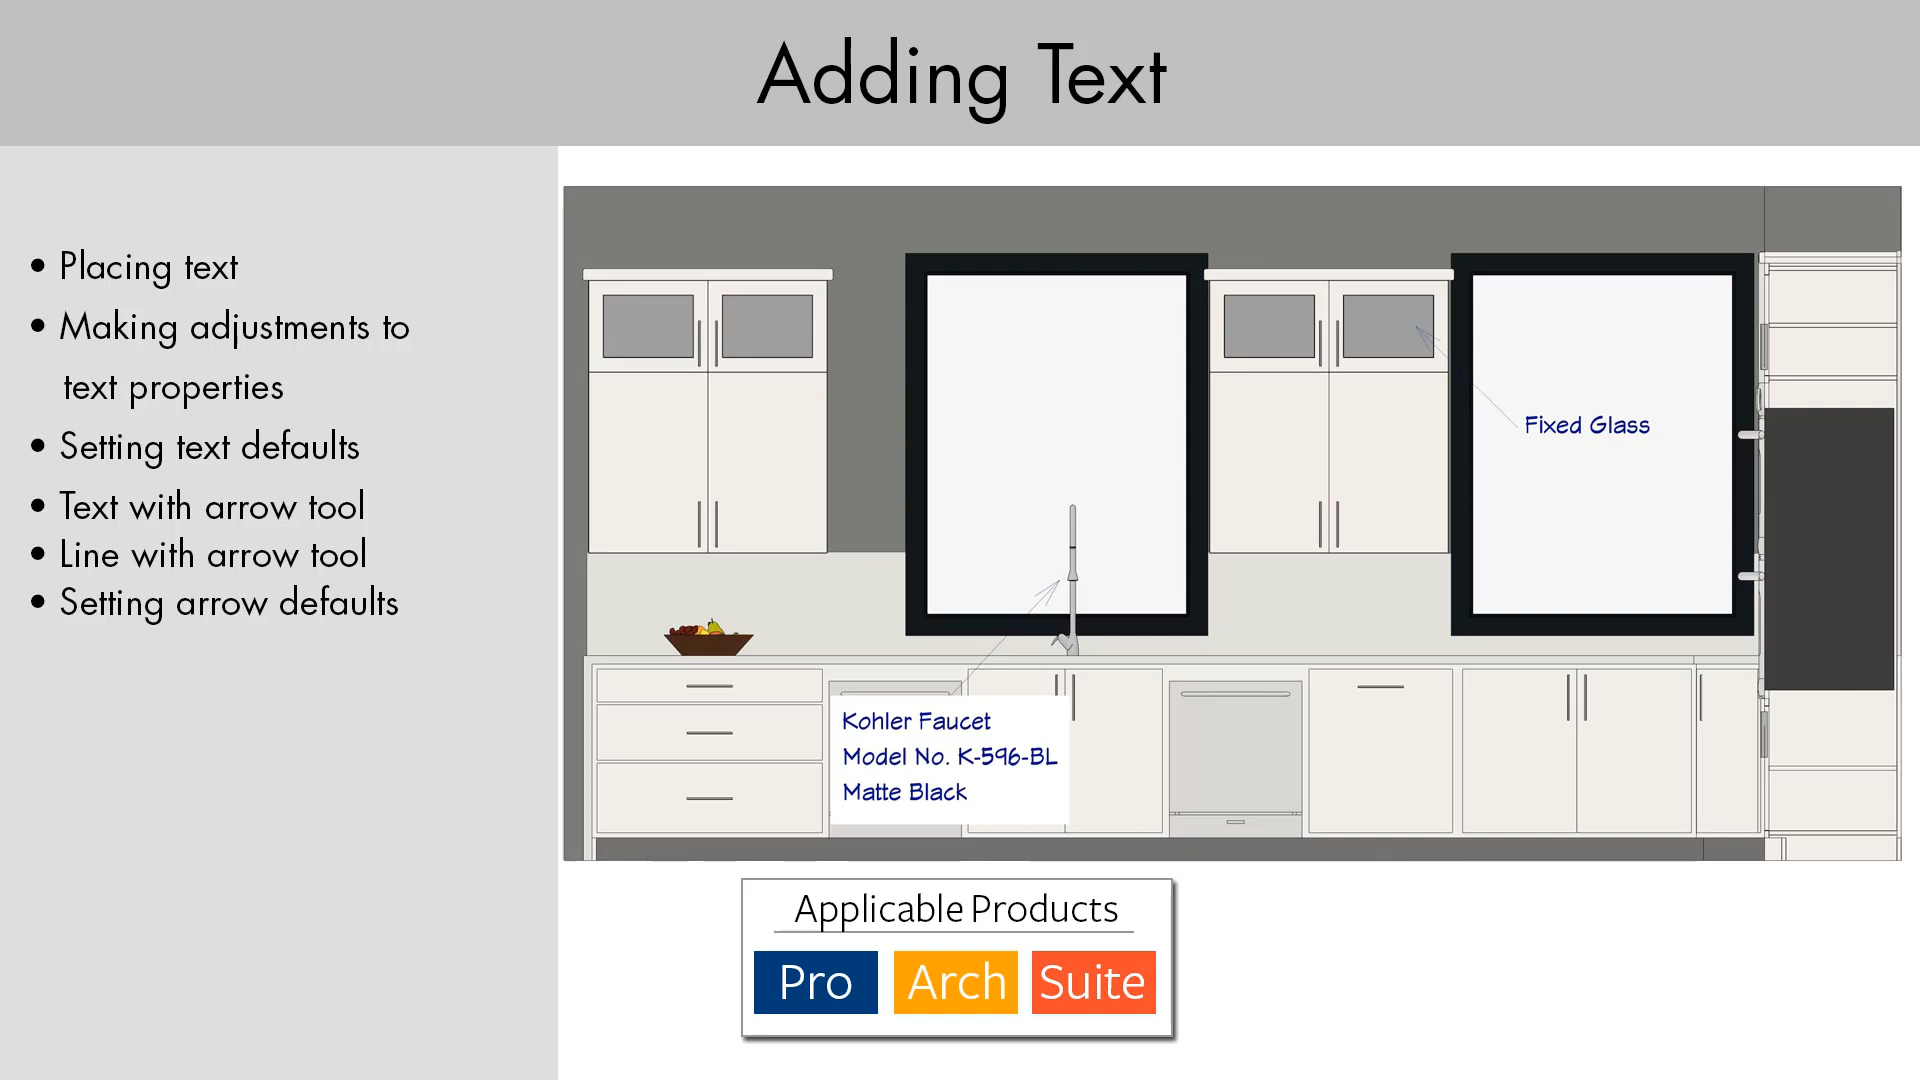 Adding Text
• Placing text
• Making adjustments to
text properties
• Setting text defaults
• Text with arrow tool
• Line with arrow tool
• Setting arrow defaults
Fixed Glass
Kohler Faucet
Model No. K-596-BL
Matte Black
Applicable Products
Pro Arch Suite